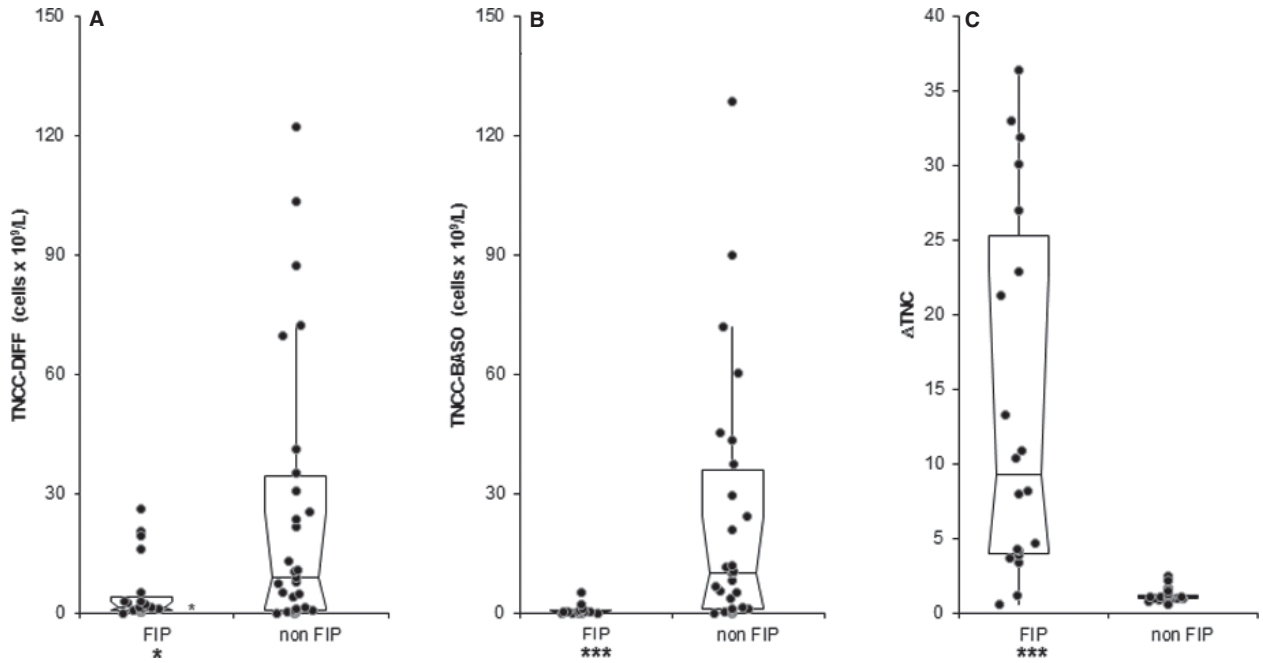 A
TNCC-DIFF (cells x 10⁹/L)
150
120
90
60
30
0
*
FIP
non FIP
*
B
TNCC-BASO (cells x 10⁹/L)
150
120
90
60
30
0
FIP
non FIP
***
C
ΔTNC
40
35
30
25
20
15
10
5
0
FIP
non FIP
***